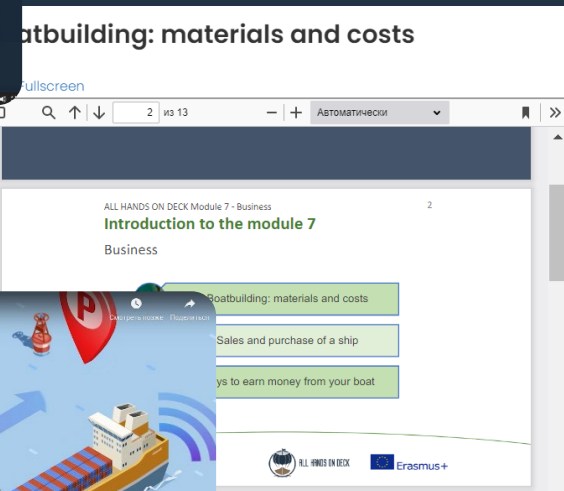 atbuilding: materials and costs
Fullscreen
2 из 13
Автоматически
ALL HANDS ON DECK Module 7 - Business
2
Introduction to the module 7
Business
Boatbuilding: materials and costs
Sales and purchase of a ship
ys to earn money from your boat
Смотреть позже Поделиться
P
ALL HANDS ON DECK
Erasmus+